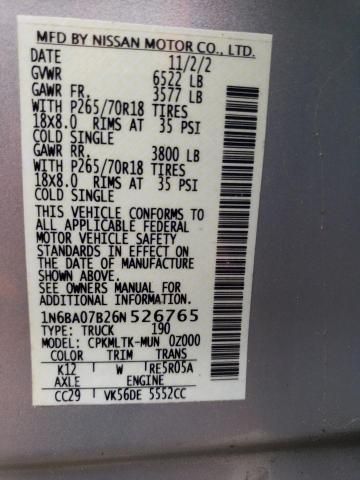 MFD BY NISSAN MOTOR CO., LTD.
DATE 11/2/2
GVWR 6522 LB
GAWR FR. 3577 LB
WITH P265/70R18 TIRES
18X8.0 RIMS AT 35 PSI
COLD SINGLE
GAWR RR. 3800 LB
WITH P265/70R18 TIRES
18X8.0 RIMS AT 35 PSI
COLD SINGLE
THIS VEHICLE CONFORMS TO
ALL APPLICABLE FEDERAL
MOTOR VEHICLE SAFETY
STANDARDS IN EFFECT ON
THE DATE OF MANUFACTURE
SHOWN ABOVE.
SEE OWNERS MANUAL FOR
ADDITIONAL INFORMATION.
1N6BA07B26N526765
TYPE: TRUCK 190
MODEL: CPKMLTK-MUN 0Z000
COLOR TRIM TRANS
K12 W RE5R05A
AXLE ENGINE
CC29 VK56DE 5552CC